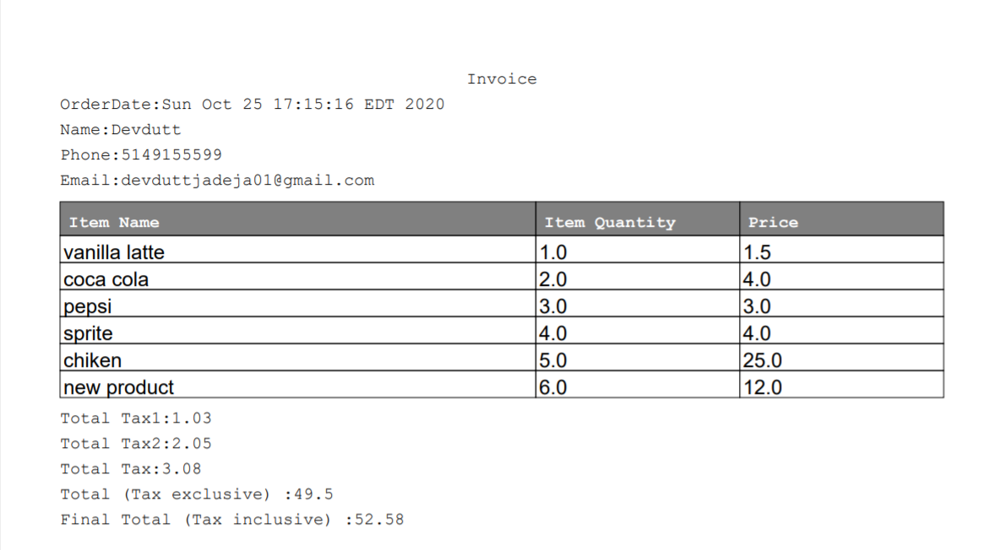 Invoice
OrderDate:Sun Oct 25 17:15:16 EDT 2020
Name:Devdutt
Phone:5149155599
Email:devduttjadeja01@gmail.com
Item Name Item Quantity Price
vanilla latte 1.0 1.5
coca cola 2.0 4.0
pepsi 3.0 3.0
sprite 4.0 4.0
chiken 5.0 25.0
new product 6.0 12.0
Total Tax1:1.03
Total Tax2:2.05
Total Tax:3.08
Total (Tax exclusive) :49.5
Final Total (Tax inclusive) :52.58